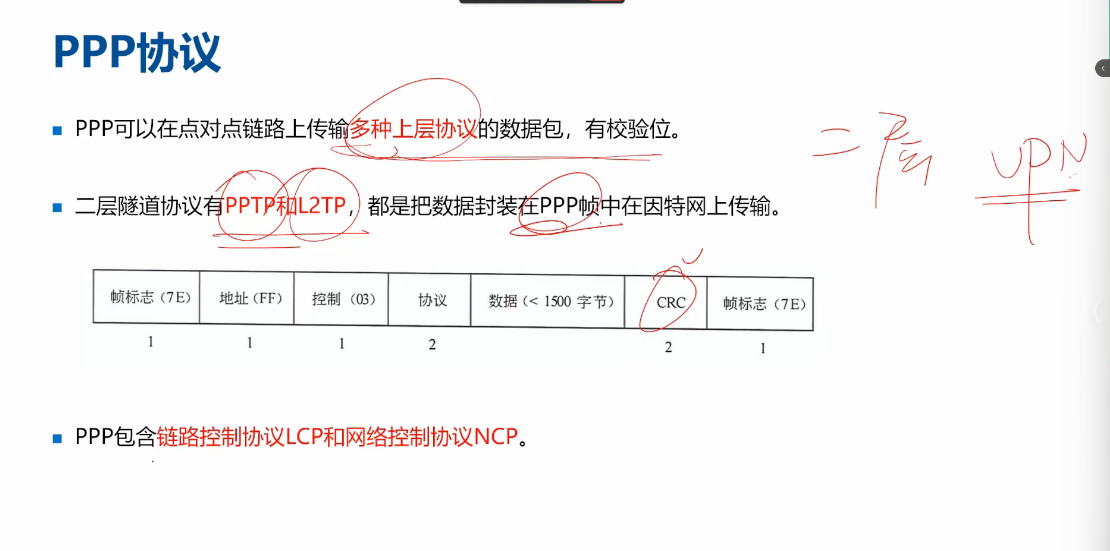 PPP协议
PPP可以在点对点链路上传输多种上层协议的数据包，有校验位。
二层 VPN
二层隧道协议有PPTP和L2TP，都是把数据封装在PPP帧中在因特网上传输。
帧标志（7E） 地址（FF） 控制（03） 协议 数据（< 1500 字节） CRC 帧标志（7E）
1 1 1 2 2 1
PPP包含链路控制协议LCP和网络控制协议NCP。